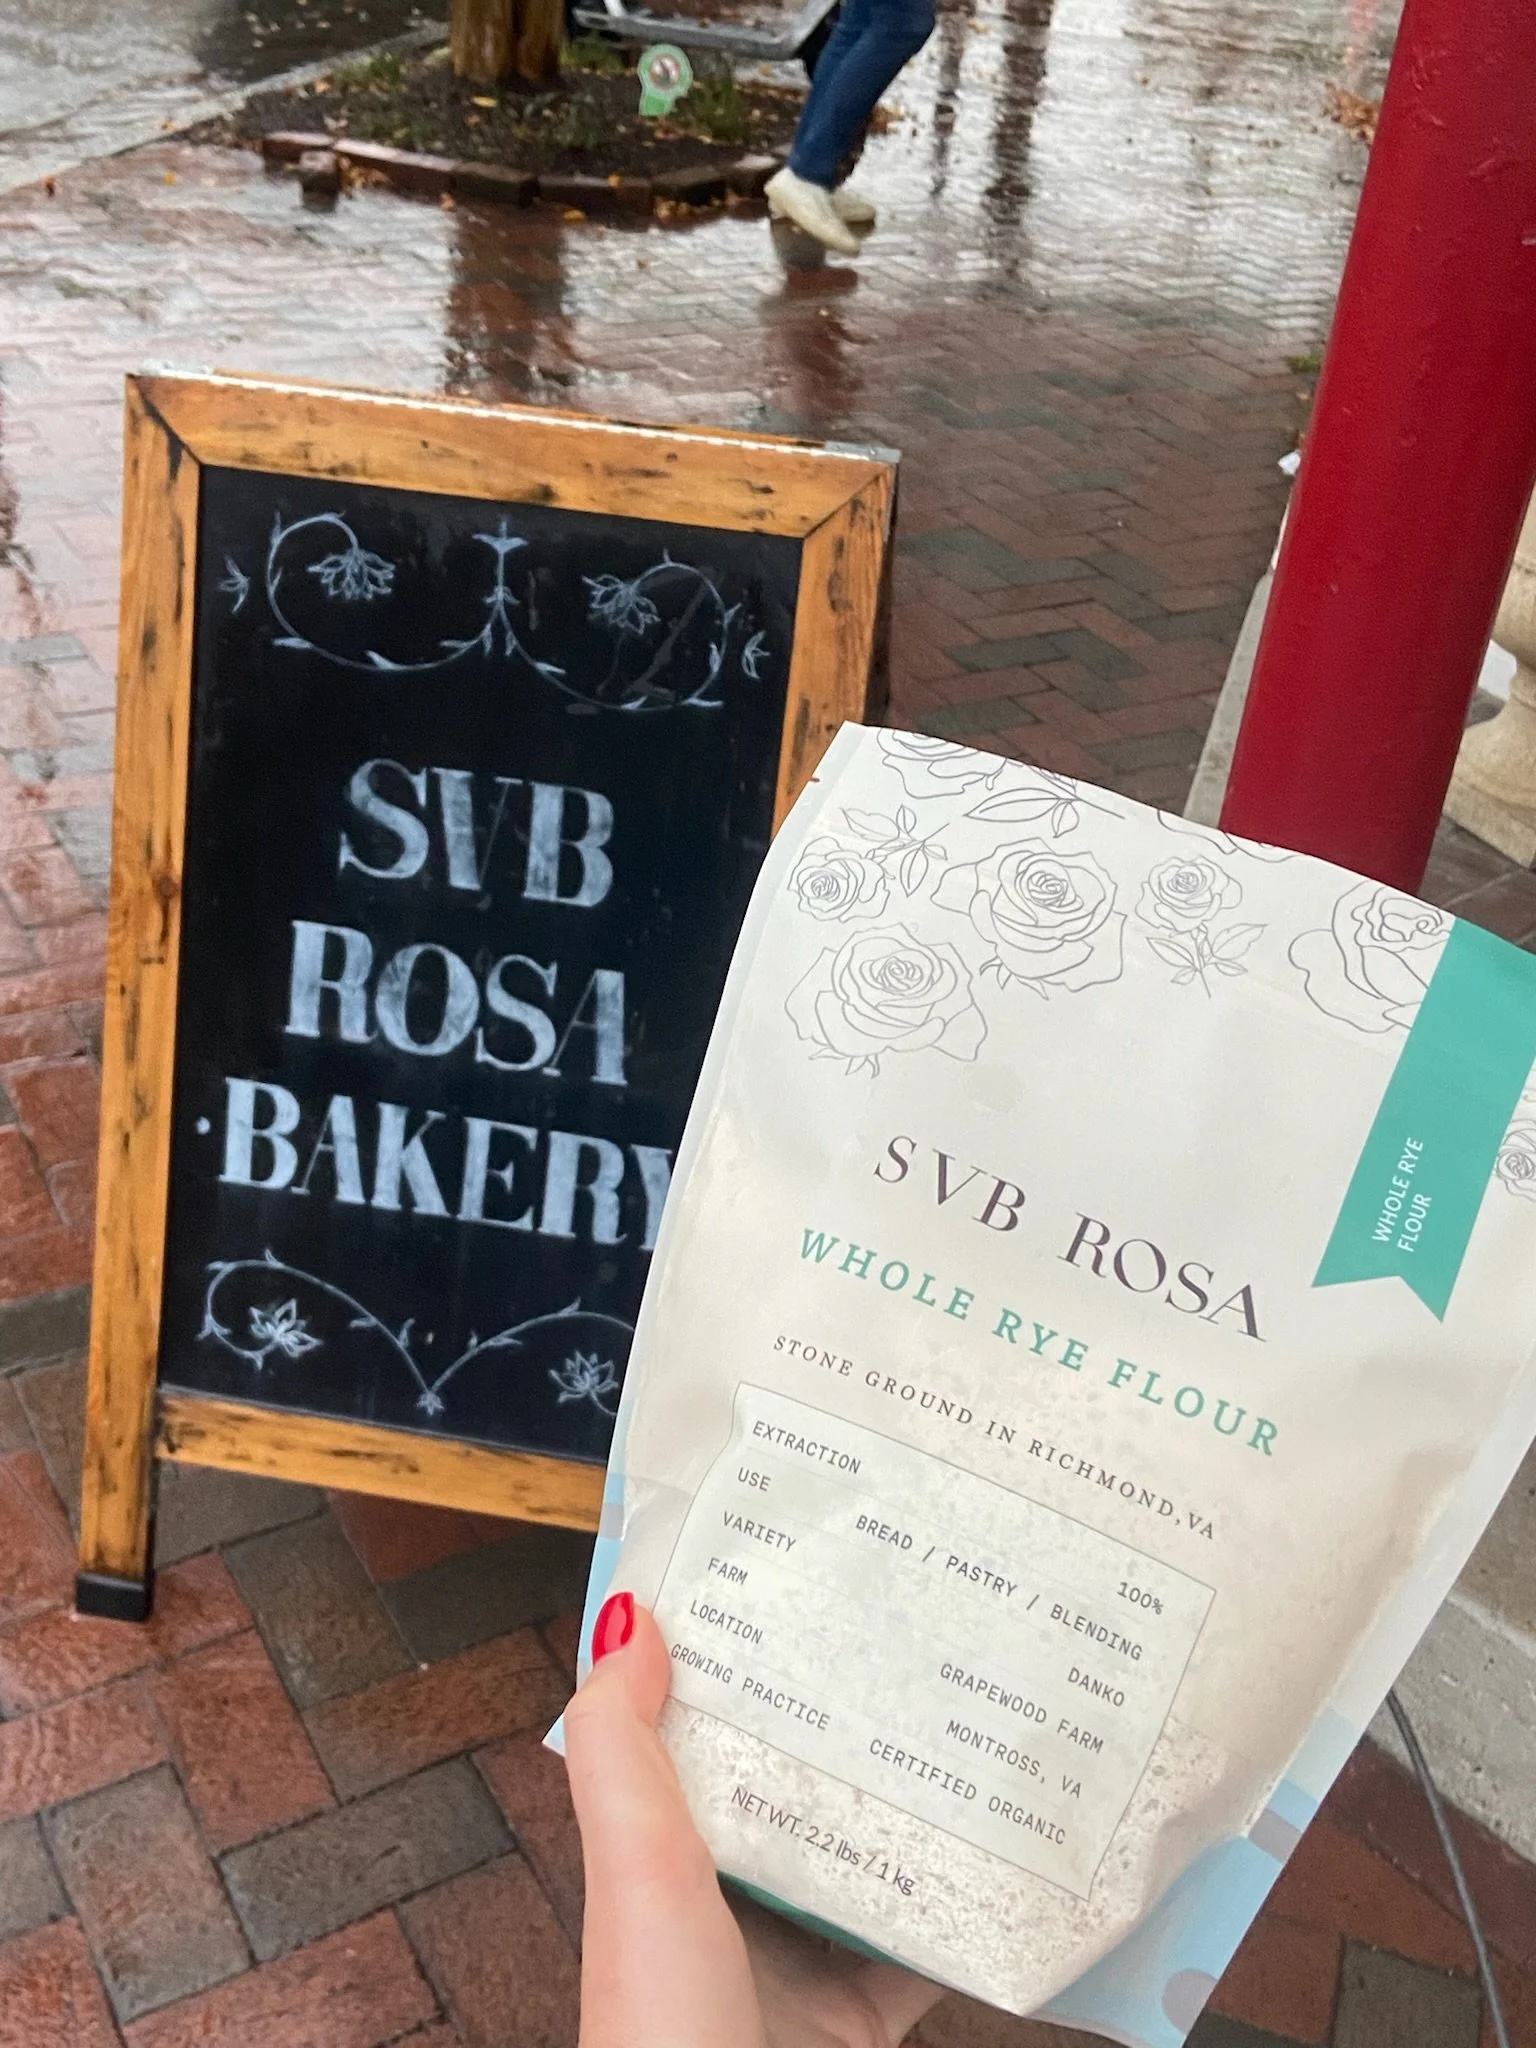 SVB
ROSA
·BAKERY
SVB ROSA
WHOLE RYE FLOUR
STONE GROUND IN RICHMOND, VA
EXTRACTION 100%
USE BREAD / PASTRY / BLENDING
VARIETY DANKO
FARM GRAPEWOOD FARM
LOCATION MONTROSS, VA
GROWING PRACTICE CERTIFIED ORGANIC
NET WT. 2.2 lbs / 1 kg
WHOLE RYE
FLOUR